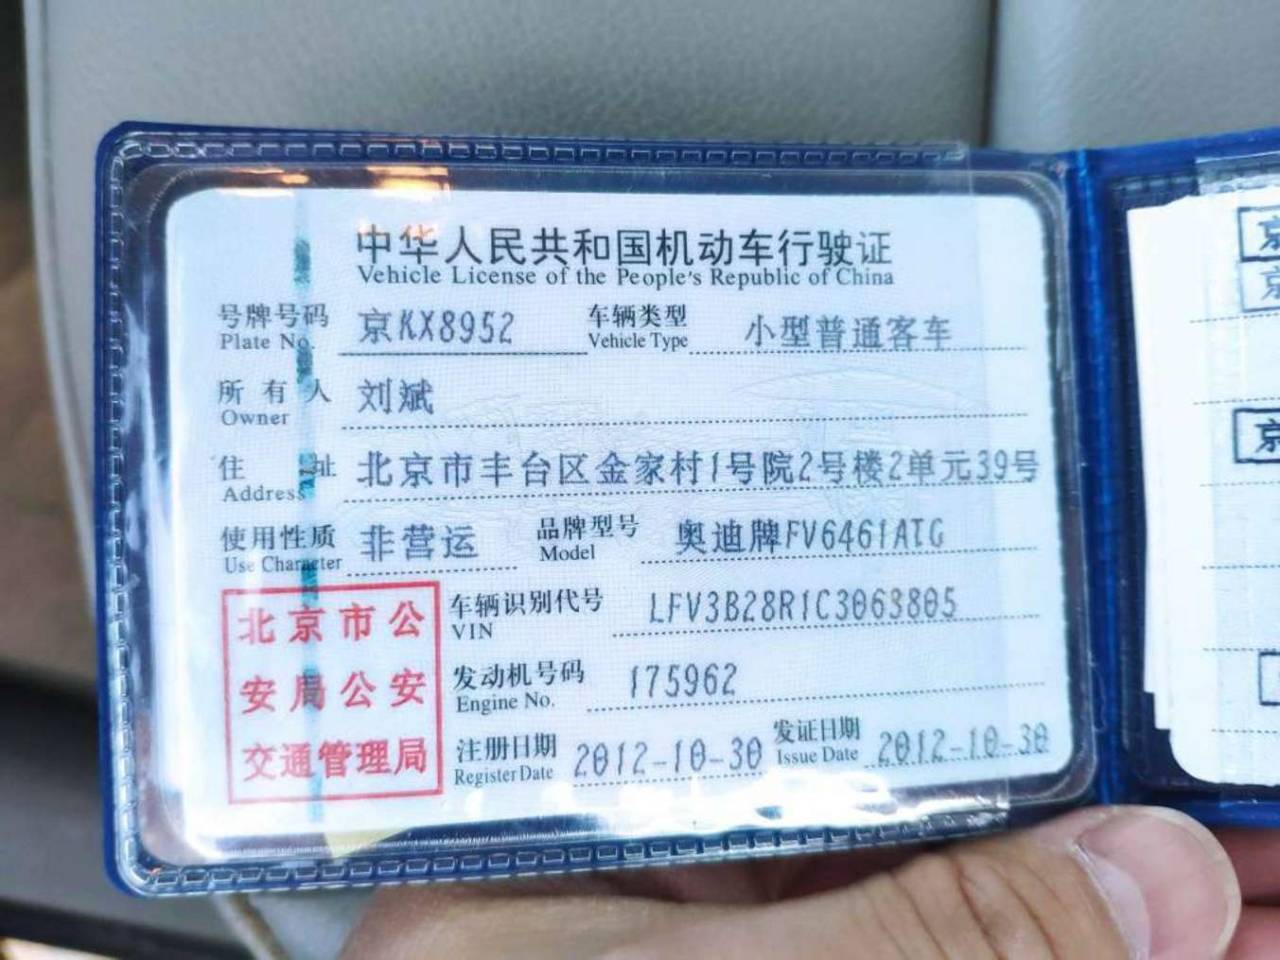 中华人民共和国机动车行驶证
Vehicle License of the People's Republic of China
号牌号码 京KX8952 车辆类型 小型普通客车
Plate No. Vehicle Type
所有人 刘斌
Owner
住址 北京市丰台区金家村1号院2号楼2单元39号
Address
使用性质 非营运 品牌型号 奥迪牌FV6461ATG
Use Character Model
北京市公
安局公安
交通管理局
车辆识别代号 LFV3B28R1C3063805
VIN
发动机号码 175962
Engine No.
注册日期 2012-10-30 发证日期 2012-10-30
Register Date Issue Date
京
京
京